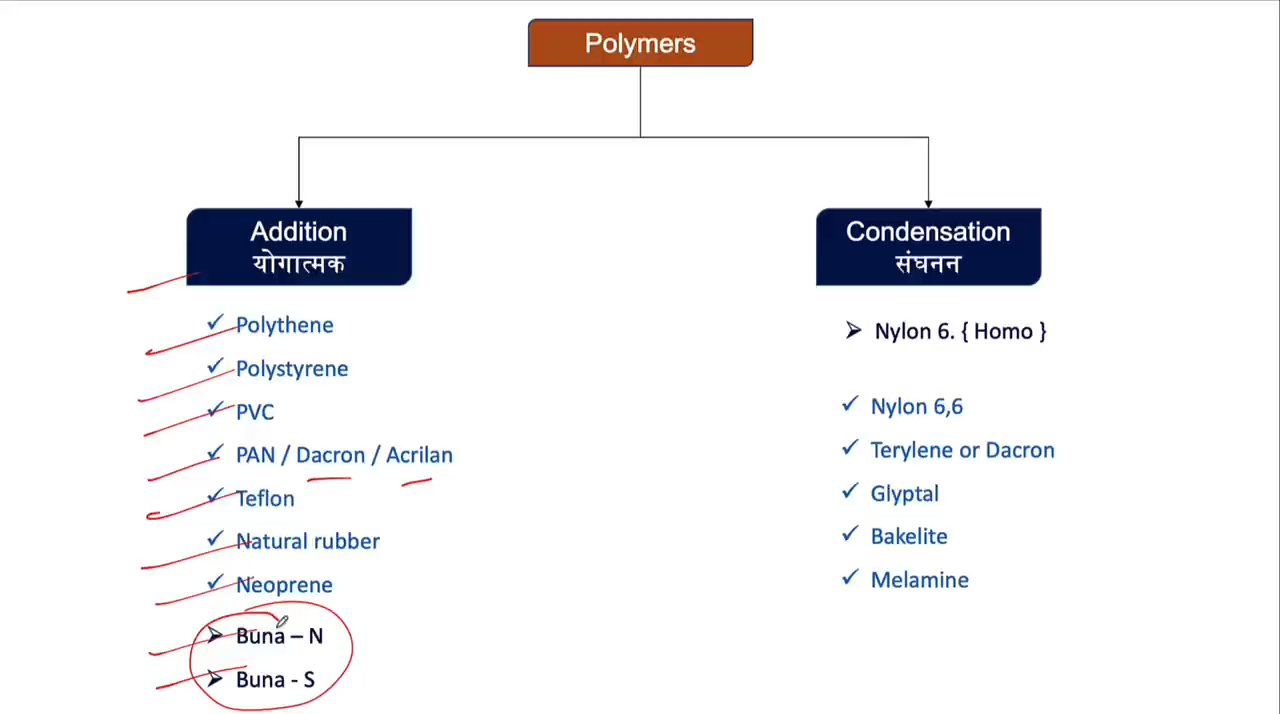 Polymers
Addition
योगात्मक
Polythene
Polystyrene
PVC
PAN / Dacron / Acrilan
Teflon
Natural rubber
Neoprene
Buna – N
Buna - S
Condensation
संघनन
Nylon 6. { Homo }
Nylon 6,6
Terylene or Dacron
Glyptal
Bakelite
Melamine